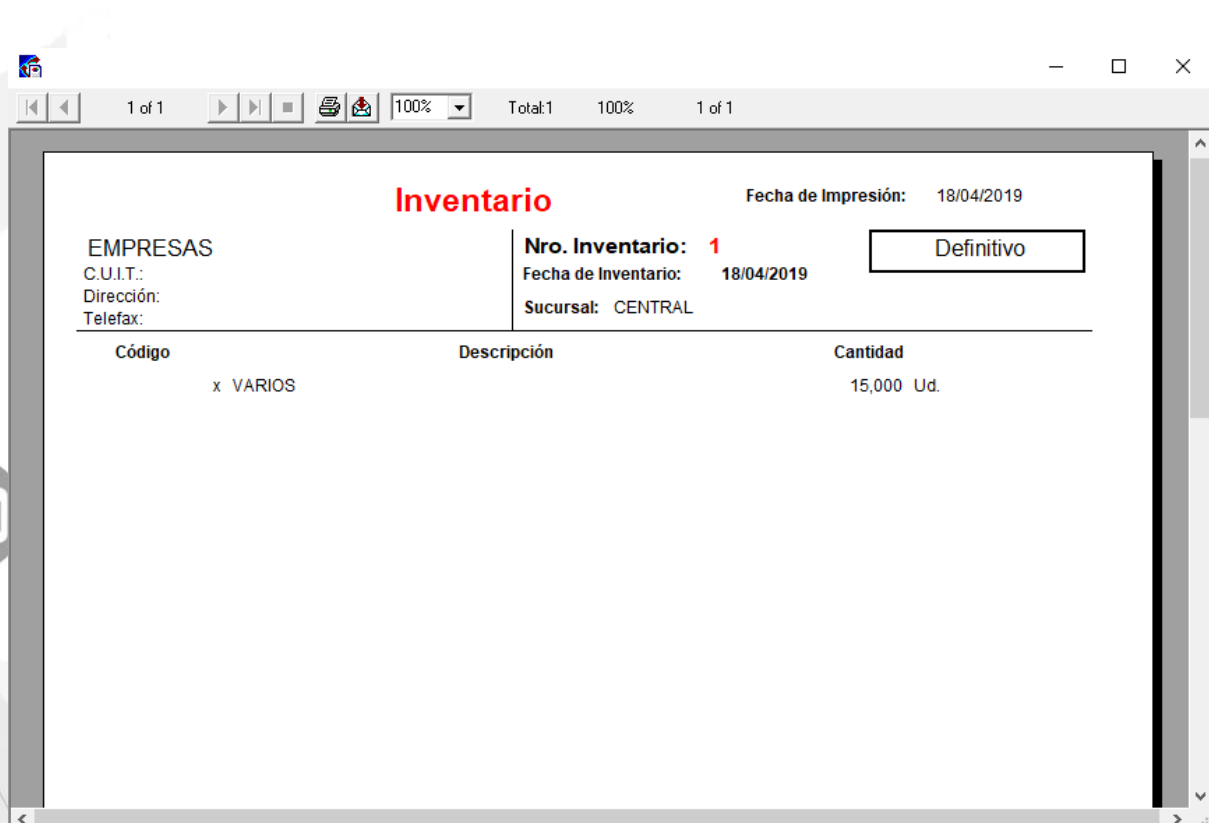 1 of 1 100% Total:1 100% 1 of 1
Inventario Fecha de Impresión: 18/04/2019
EMPRESAS Nro. Inventario: 1 Definitivo
C.U.I.T.: Fecha de Inventario: 18/04/2019
Dirección: Sucursal: CENTRAL
Telefax:
Código Descripción Cantidad
x VARIOS 15,000 Ud.